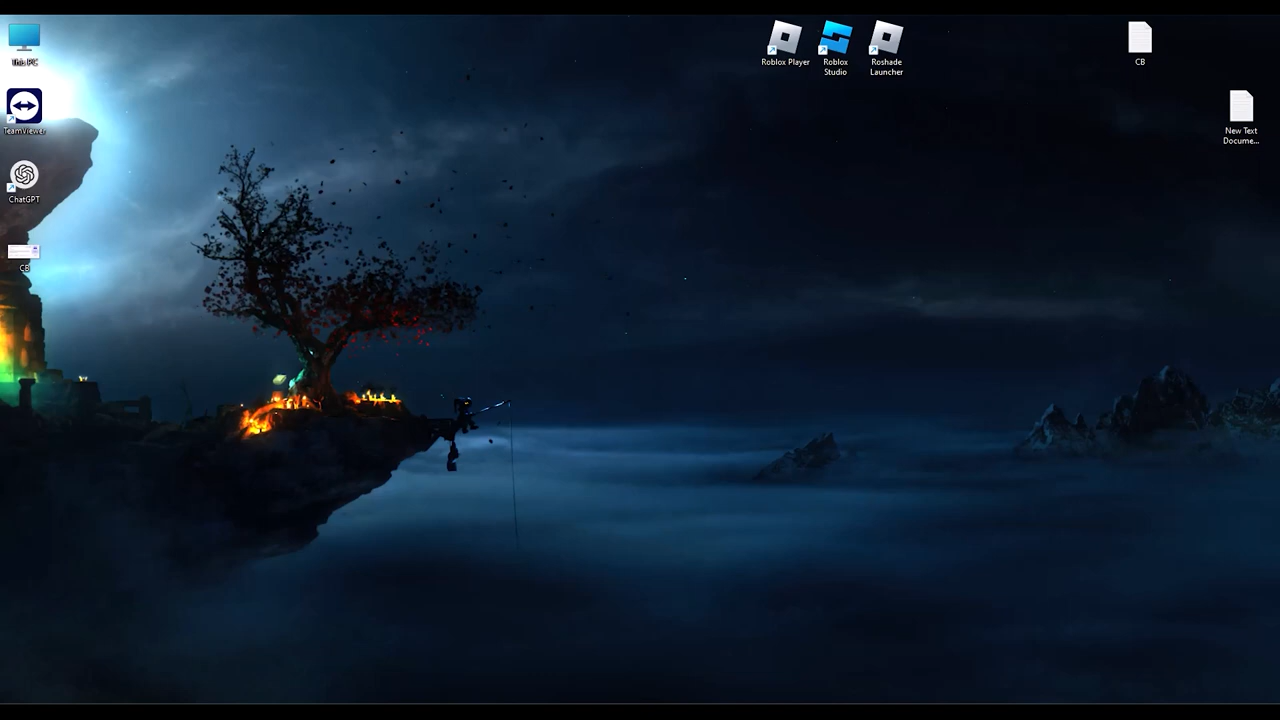 This PC
TeamViewer
ChatGPT
CB
Roblox Player
Roblox
Studio
Roshade
Launcher
CB
New Text
Docume...